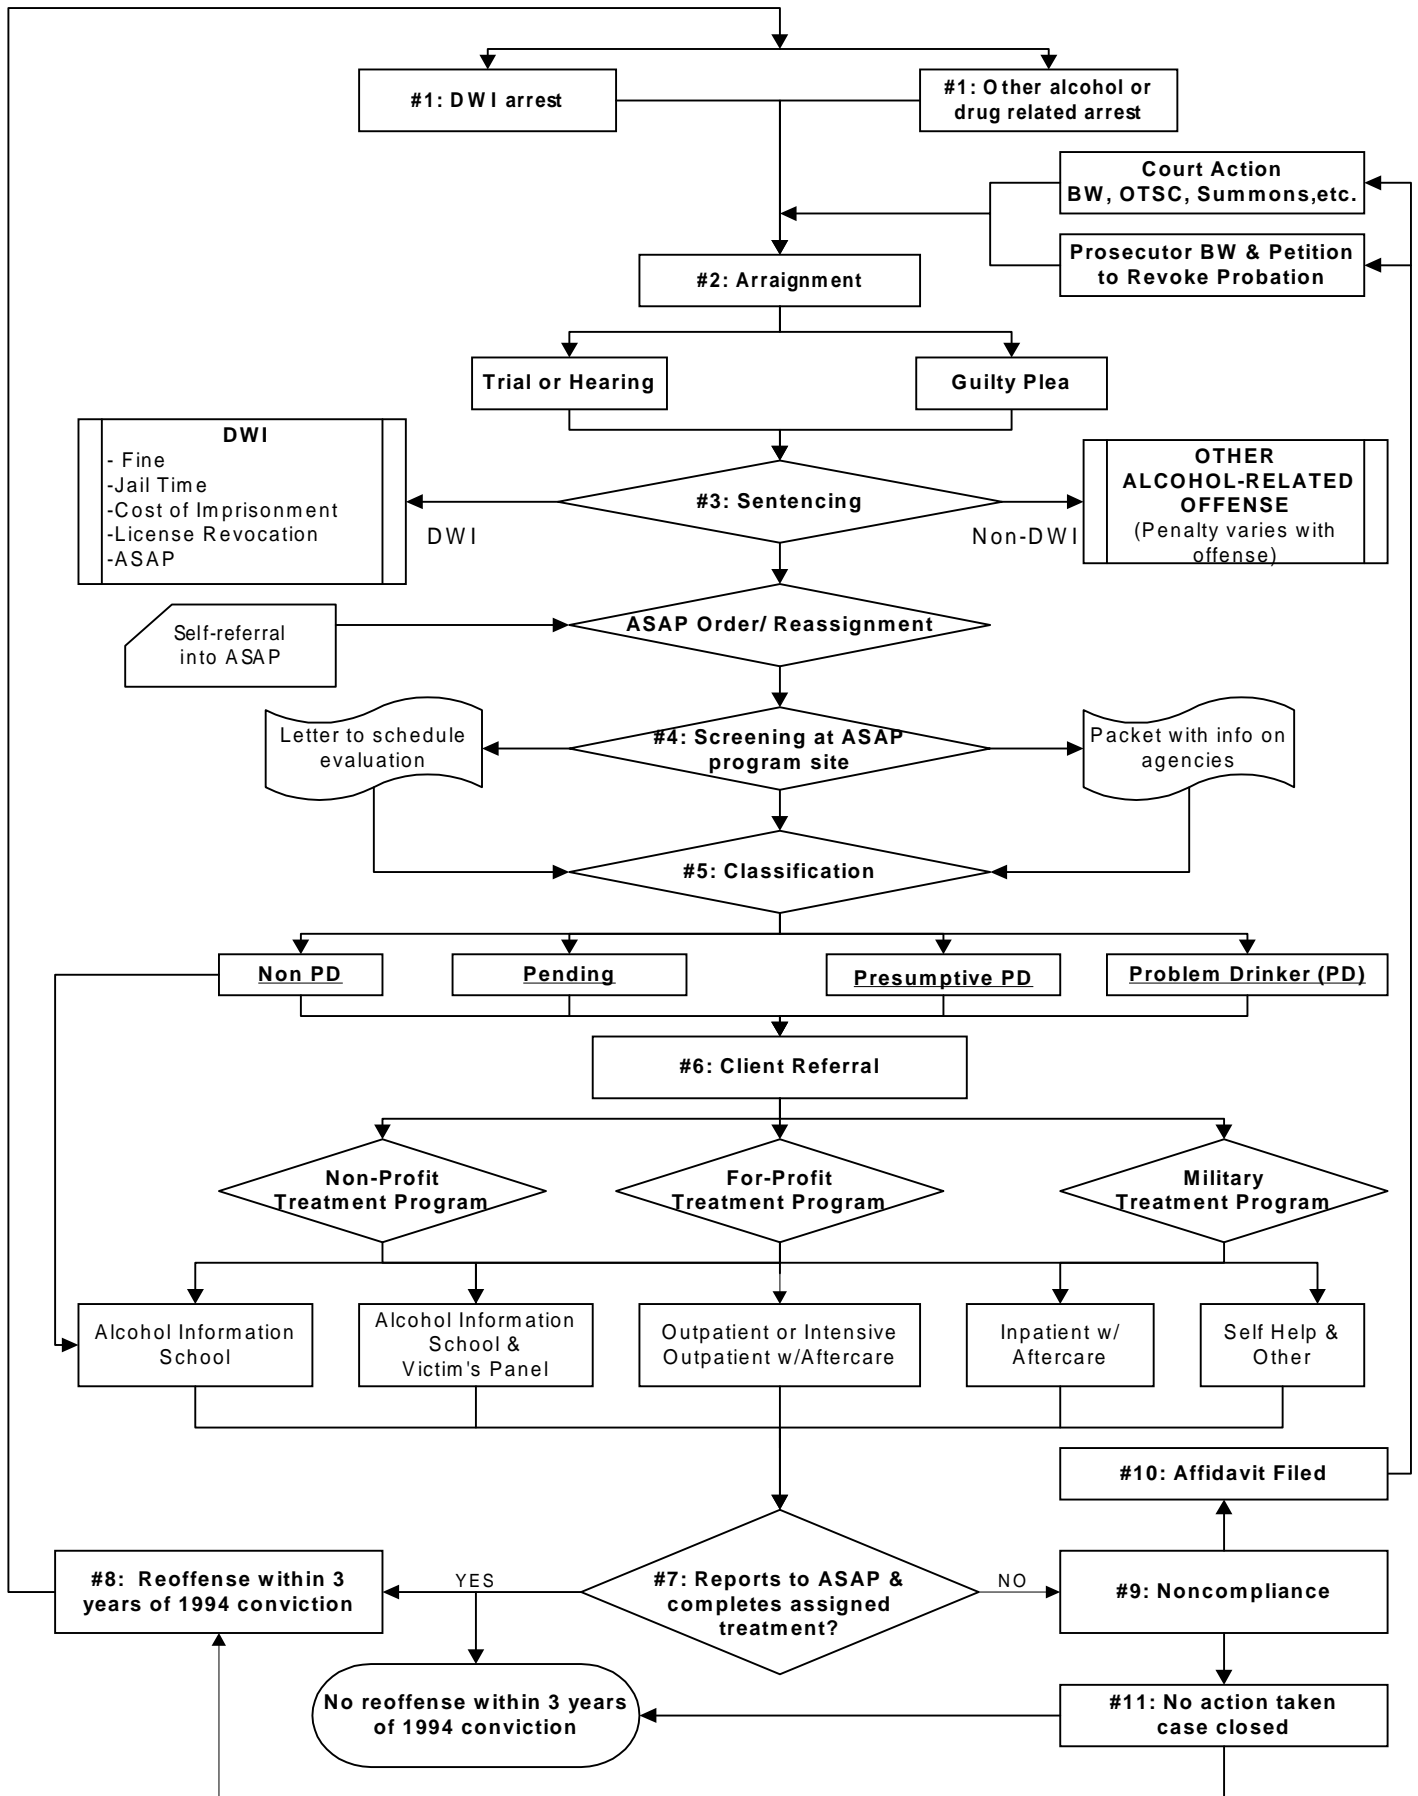 #1: DWI arrest
#1: Other alcohol or
drug related arrest
Court Action
BW, OTSC, Summons,etc.
Prosecutor BW & Petition
to Revoke Probation
#2: Arraignment
Trial or Hearing
Guilty Plea
DWI
- Fine
-Jail Time
-Cost of Imprisonment
-License Revocation
-ASAP
DWI
#3: Sentencing
Non-DWI
OTHER
ALCOHOL-RELATED
OFFENSE
(Penalty varies with
offense)
Self-referral
into ASAP
ASAP Order/ Reassignment
Letter to schedule
evaluation
#4: Screening at ASAP
program site
Packet with info on
agencies
#5: Classification
Non PD
Pending
Presumptive PD
Problem Drinker (PD)
#6: Client Referral
Non-Profit
Treatment Program
For-Profit
Treatment Program
Military
Treatment Program
Alcohol Information
School
Alcohol Information
School &
Victim's Panel
Outpatient or Intensive
Outpatient w/Aftercare
Inpatient w/
Aftercare
Self Help &
Other
#10: Affidavit Filed
#8: Reoffense within 3
years of 1994 conviction
YES
#7: Reports to ASAP &
completes assigned
treatment?
NO
#9: Noncompliance
No reoffense within 3 years
of 1994 conviction
#11: No action taken
case closed